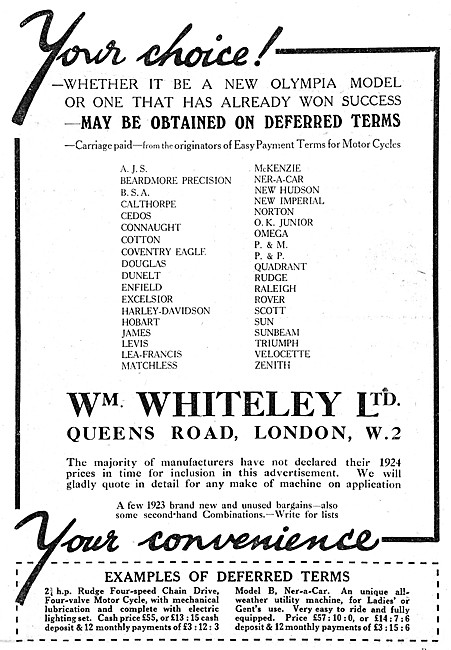 Your choice!
—WHETHER IT BE A NEW OLYMPIA MODEL
OR ONE THAT HAS ALREADY WON SUCCESS
—MAY BE OBTAINED ON DEFERRED TERMS
—Carriage paid—from the originators of Easy Payment Terms for Motor Cycles
A. J. S.
BEARDMORE PRECISION
B. S. A.
CALTHORPE
CEDOS
CONNAUGHT
COTTON
COVENTRY EAGLE
DOUGLAS
DUNELT
ENFIELD
EXCELSIOR
HARLEY-DAVIDSON
HOBART
JAMES
LEVIS
LEA-FRANCIS
MATCHLESS
McKENZIE
NER-A-CAR
NEW HUDSON
NEW IMPERIAL
NORTON
O. K. JUNIOR
OMEGA
P. & M.
P. & P.
QUADRANT
RUDGE
RALEIGH
ROVER
SCOTT
SUN
SUNBEAM
TRIUMPH
VELOCETTE
ZENITH
WM. WHITELEY LTD.
QUEENS ROAD, LONDON, W.2
The majority of manufacturers have not declared their 1924
prices in time for inclusion in this advertisement. We will
gladly quote in detail for any make of machine on application
A few 1923 brand new and unused bargains—also
some second-hand Combinations.—Write for lists
Your convenience
EXAMPLES OF DEFERRED TERMS
h.p. Rudge Four-speed Chain Drive,
Four-valve Motor Cycle, with mechanical
lubrication and complete with electric
lighting set. Cash price £55, or £13 : 15 cash
deposit & 12 monthly payments of £3 : 12 : 3
Model B, Ner-a-Car. An unique all-
weather utility machine, for Ladies' or
Gent's use. Very easy to ride and fully
equipped. Price £57 : 10 : 0, or £14 : 7 : 6
deposit & 12 monthly payments of £3 : 15 : 6